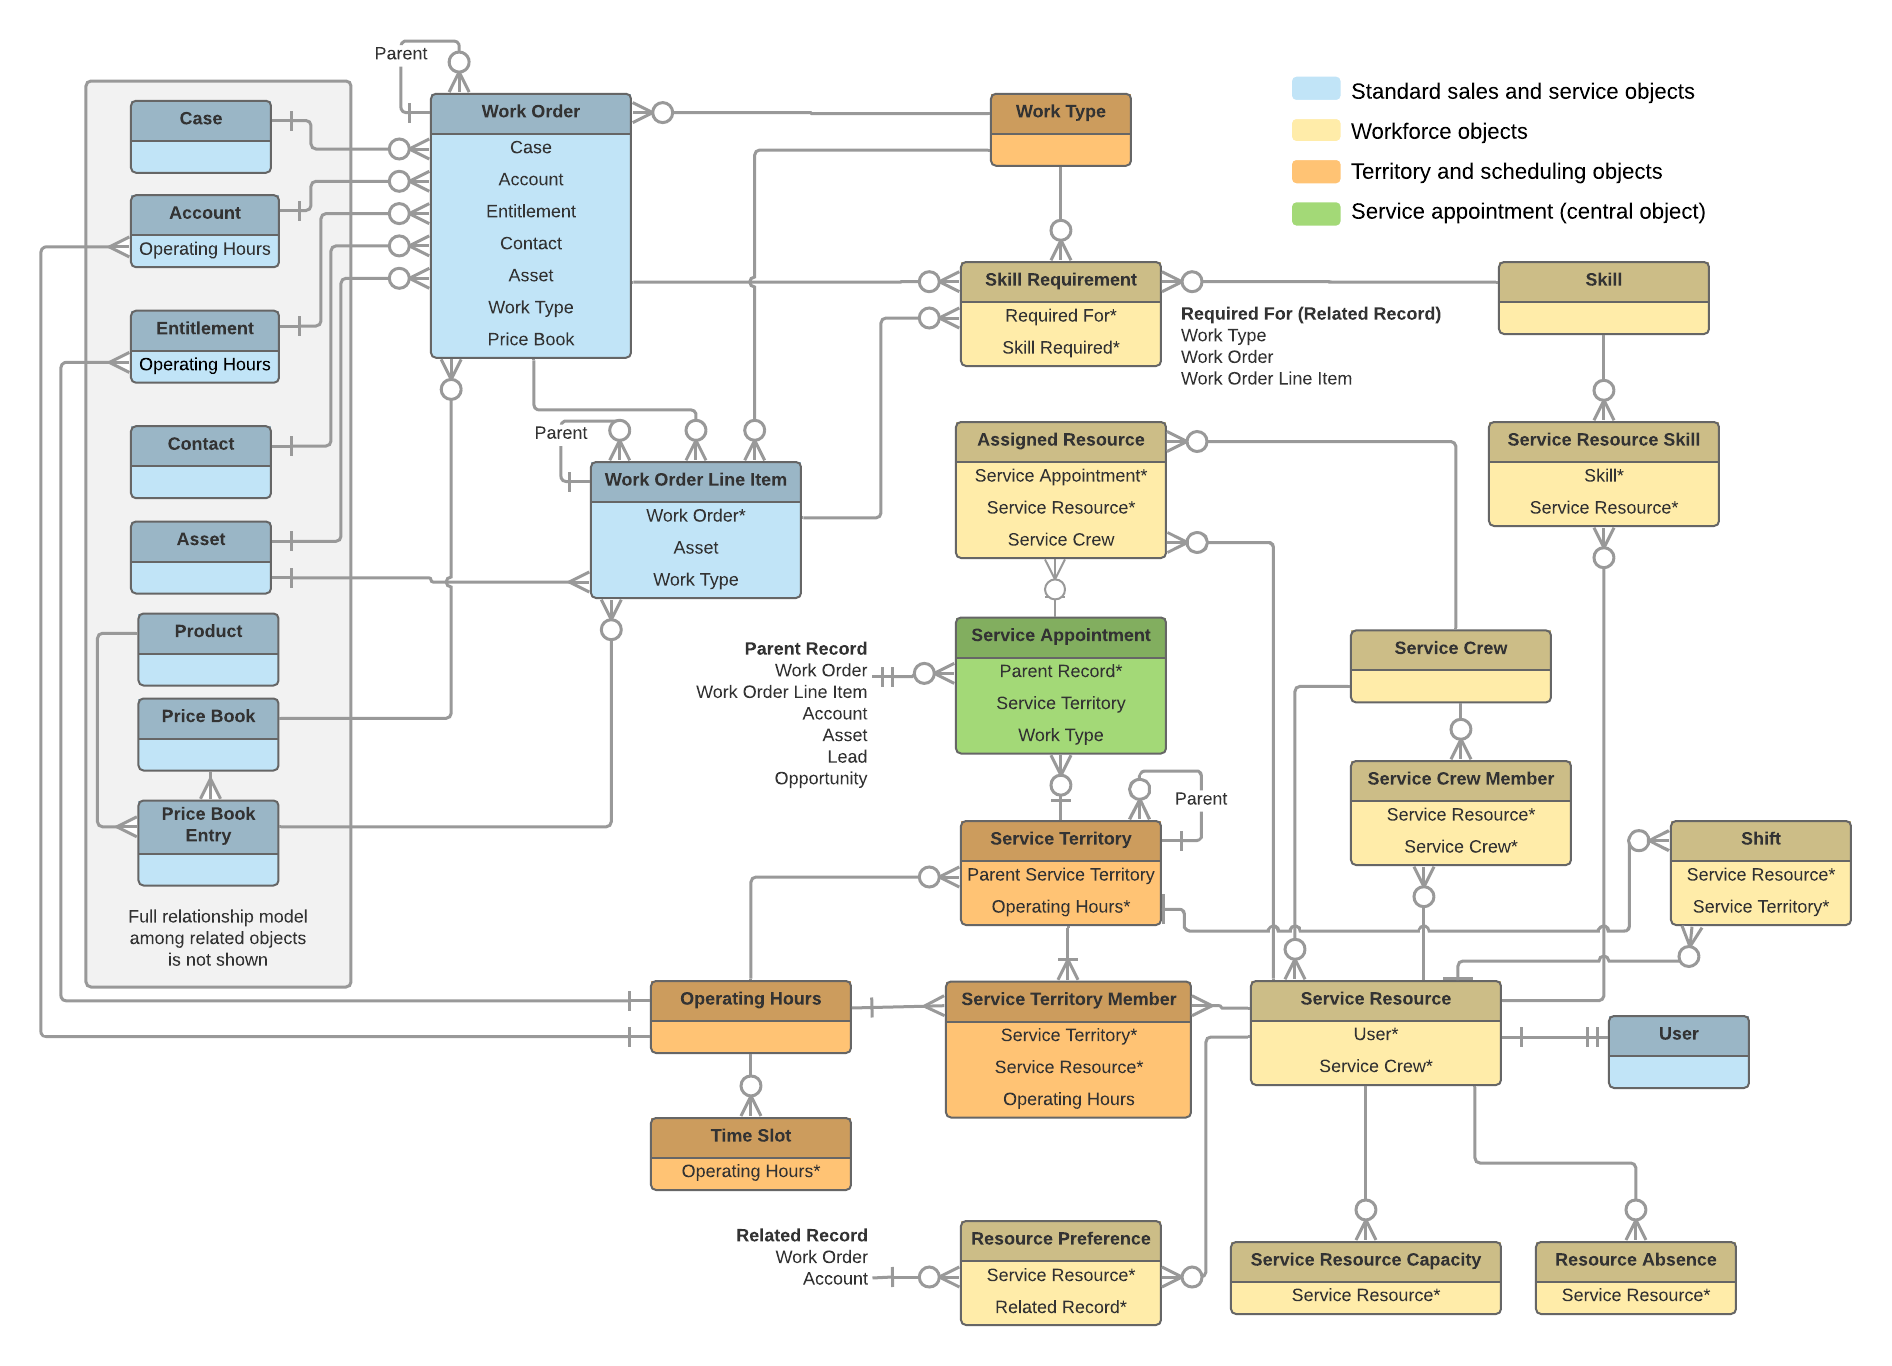 Parent
Standard sales and service objects
Workforce objects
Territory and scheduling objects
Service appointment (central object)
Case
Account
Operating Hours
Entitlement
Operating Hours
Contact
Asset
Product
Price Book
Price Book
Entry
Full relationship model
among related objects
is not shown
Work Order
Case
Account
Entitlement
Contact
Asset
Work Type
Price Book
Parent
Work Order Line Item
Work Order*
Asset
Work Type
Work Type
Skill Requirement
Required For*
Skill Required*
Required For (Related Record)
Work Type
Work Order
Work Order Line Item
Skill
Service Resource Skill
Skill*
Service Resource*
Assigned Resource
Service Appointment*
Service Resource*
Service Crew
Parent Record
Work Order
Work Order Line Item
Account
Asset
Lead
Opportunity
Service Appointment
Parent Record*
Service Territory
Work Type
Service Crew
Service Crew Member
Service Resource*
Service Crew*
Parent
Service Territory
Parent Service Territory
Operating Hours*
Shift
Service Resource*
Service Territory*
Operating Hours
Service Territory Member
Service Territory*
Service Resource*
Operating Hours
Service Resource
User*
Service Crew*
User
Time Slot
Operating Hours*
Related Record
Work Order
Account
Resource Preference
Service Resource*
Related Record*
Service Resource Capacity
Service Resource*
Resource Absence
Service Resource*